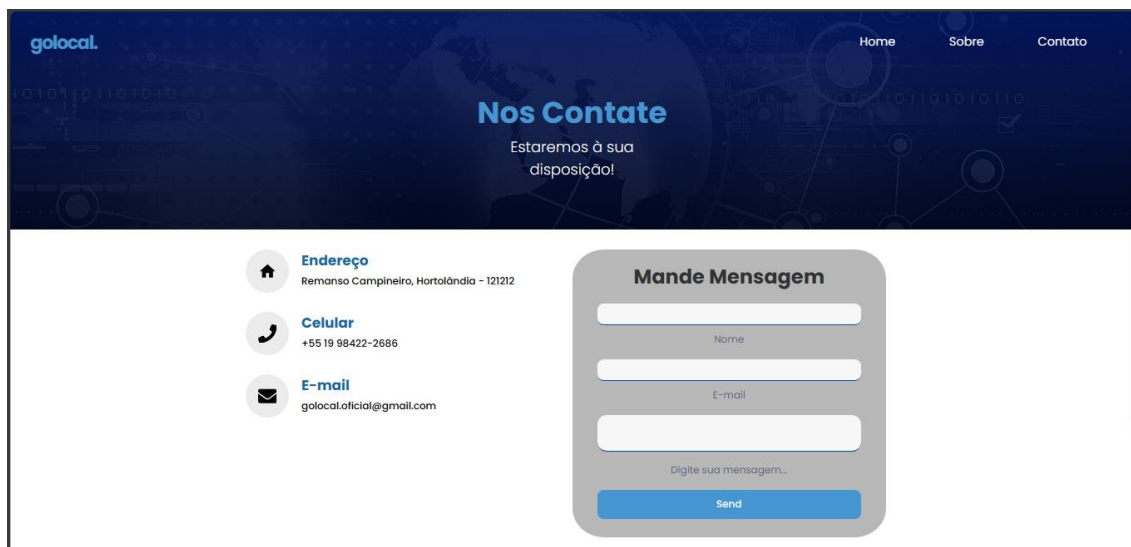 golocal.
Home Sobre Contato
Nos Contate
Estaremos à sua
disposição!
Endereço
Remanso Campineiro, Hortolândia - 121212
Celular
+55 19 98422-2686
E-mail
golocal.oficial@gmail.com
Mande Mensagem
Nome
E-mail
Digite sua mensagem...
Send